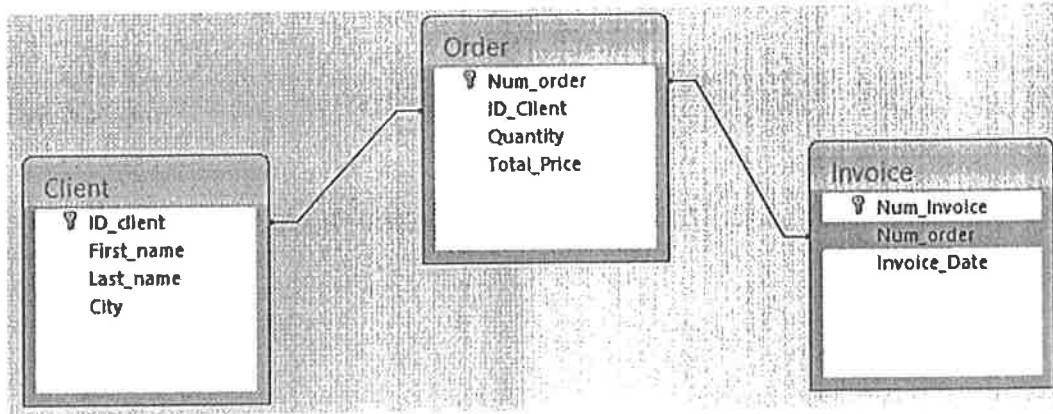 Order
Num_order
ID_Client
Quantity
Total_Price
Client
ID_client
First_name
Last_name
City
Invoice
Num_Invoice
Num_order
Invoice_Date